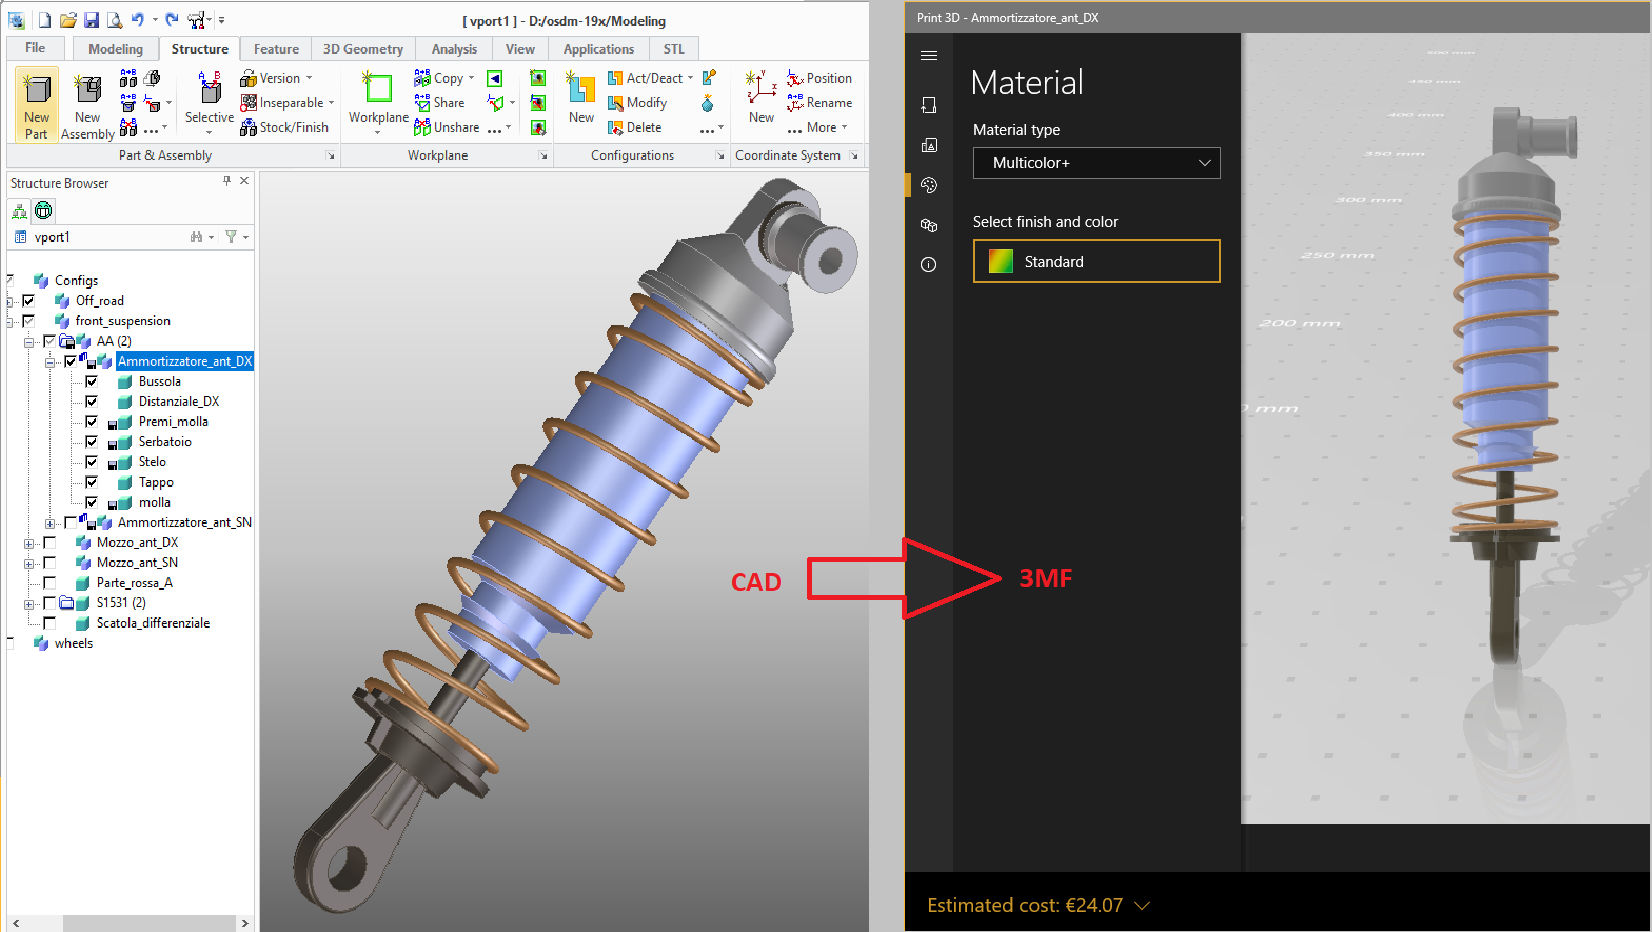 [ vport1 ] - D:/osdm-19x/Modeling
File Modeling Structure Feature 3D Geometry Analysis View Applications STL
New Part
New Assembly
Selective
Version
Inseparable
Stock/Finish
Part & Assembly
Workplane
Copy
Share
Unshare
Workplane
New
Act/Deact
Modify
Delete
Configurations
New
Position
Rename
More
Coordinate System
Structure Browser
vport1
Configs
Off_road
front_suspension
AA (2)
Ammortizzatore_ant_DX
Bussola
Distanziale_DX
Premi_molla
Serbatoio
Stelo
Tappo
molla
Ammortizzatore_ant_SN
Mozzo_ant_DX
Mozzo_ant_SN
Parte_rossa_A
S1531 (2)
Scatola_differenziale
wheels
CAD
3MF
Print 3D - Ammortizzatore_ant_DX
Material
Material type
Multicolor+
Select finish and color
Standard
Estimated cost: €24.07
450 mm
400 mm
350 mm
300 mm
250 mm
200 mm
0 mm